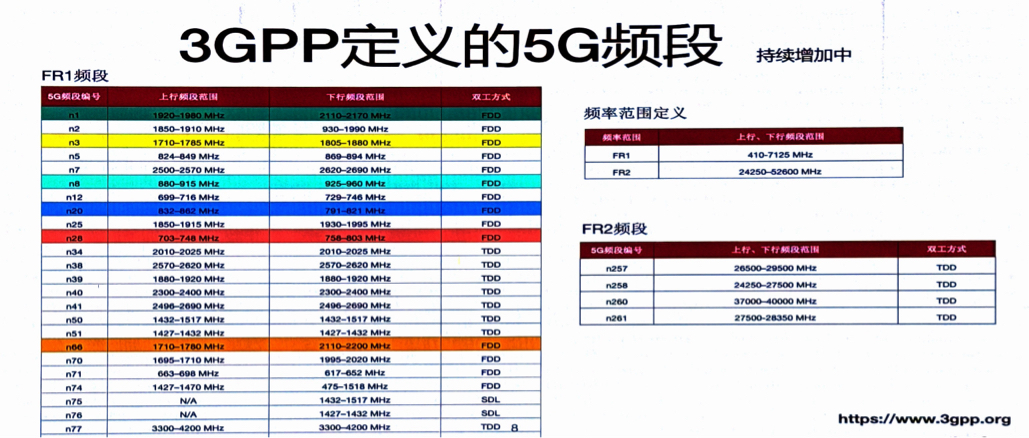 3GPP定义的5G频段 持续增加中
FR1频段
5G频段编号 上行频段范围 下行频段范围 双工方式
n1 1920–1980 MHz 2110–2170 MHz FDD
n2 1850–1910 MHz 930–1990 MHz FDD
n3 1710–1785 MHz 1805–1880 MHz FDD
n5 824–849 MHz 869–894 MHz FDD
n7 2500–2570 MHz 2620–2690 MHz FDD
n8 880–915 MHz 925–960 MHz FDD
n12 699–716 MHz 729–746 MHz FDD
n20 832–862 MHz 791–821 MHz FDD
n25 1850–1915 MHz 1930–1995 MHz FDD
n28 703–748 MHz 758–803 MHz FDD
n34 2010–2025 MHz 2010–2025 MHz TDD
n38 2570–2620 MHz 2570–2620 MHz TDD
n39 1880–1920 MHz 1880–1920 MHz TDD
n40 2300–2400 MHz 2300–2400 MHz TDD
n41 2496–2690 MHz 2496–2690 MHz TDD
n50 1432–1517 MHz 1432–1517 MHz TDD
n51 1427–1432 MHz 1427–1432 MHz TDD
n66 1710–1780 MHz 2110–2200 MHz FDD
n70 1695–1710 MHz 1995–2020 MHz FDD
n71 663–698 MHz 617–652 MHz FDD
n74 1427–1470 MHz 475–1518 MHz FDD
n75 N/A 1432–1517 MHz SDL
n76 N/A 1427–1432 MHz SDL
n77 3300–4200 MHz 3300–4200 MHz TDD
8
频率范围定义
频率范围 上行、下行频段范围
FR1 410-7125 MHz
FR2 24250–52600 MHz
FR2频段
5G频段编号 上行、下行频段范围 双工方式
n257 26500–29500 MHz TDD
n258 24250–27500 MHz TDD
n260 37000–40000 MHz TDD
n261 27500-28350 MHz TDD
https://www.3gpp.org